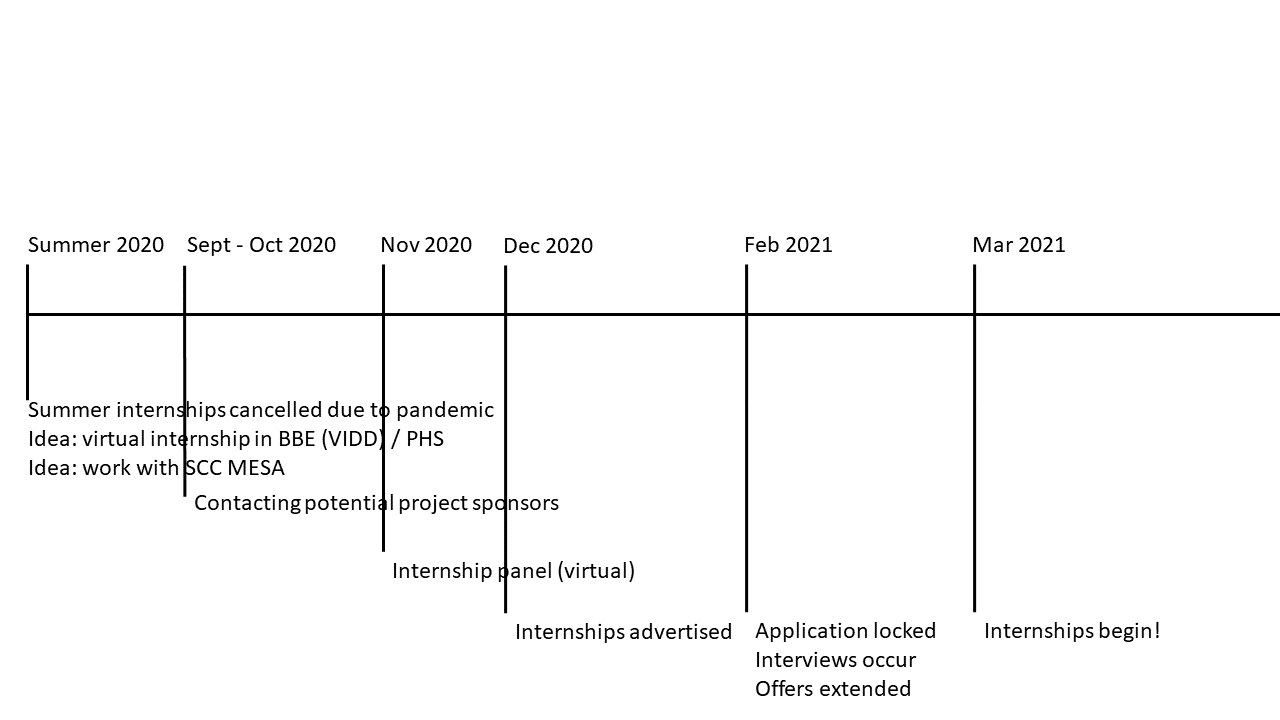 Summer 2020
Sept - Oct 2020
Nov 2020
Dec 2020
Feb 2021
Mar 2021
Summer internships cancelled due to pandemic
Idea: virtual internship in BBE (VIDD) / PHS
Idea: work with SCC MESA
Contacting potential project sponsors
Internship panel (virtual)
Internships advertised
Application locked
Interviews occur
Offers extended
Internships begin!